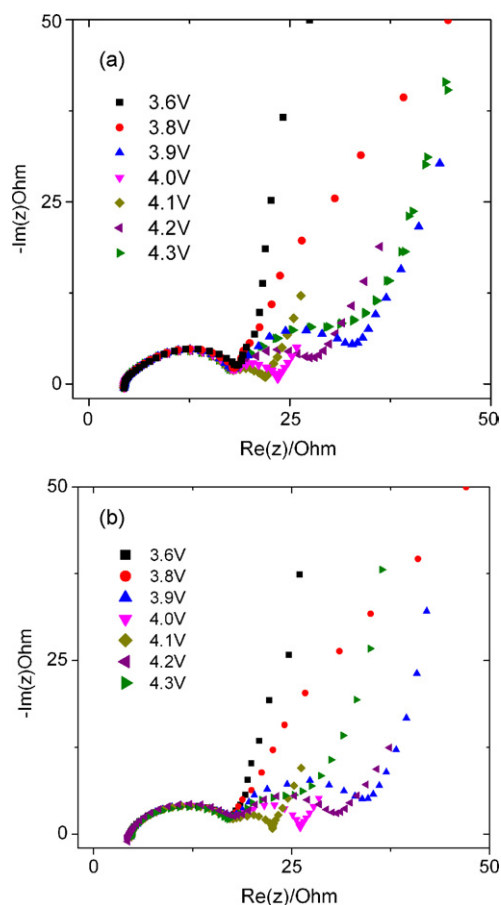 50
(a)
3.6V
3.8V
3.9V
4.0V
4.1V
4.2V
4.3V
25
0
-Im(z)Ohm
0 25 50
Re(z)/Ohm
50
(b)
3.6V
3.8V
3.9V
4.0V
4.1V
4.2V
4.3V
25
0
-Im(z)Ohm
0 25 50
Re(z)/Ohm